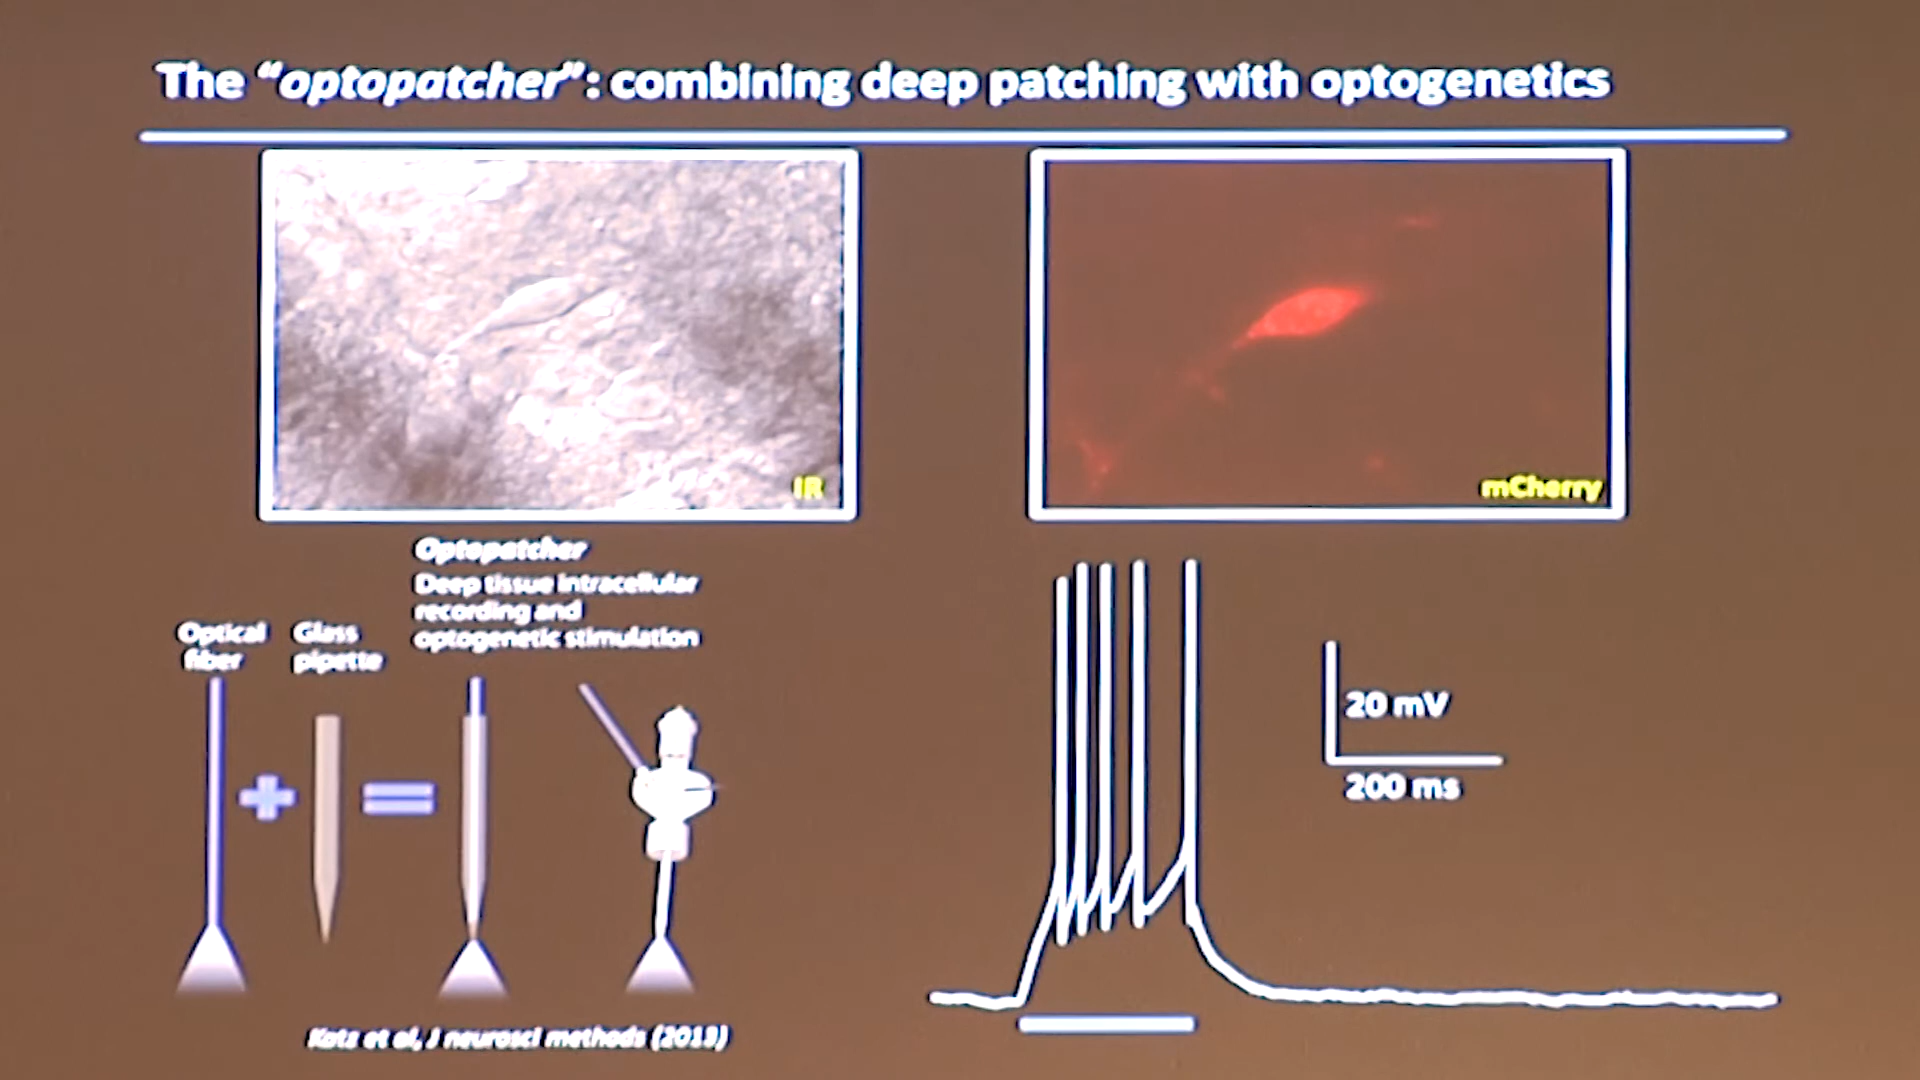 The “optopatcher”: combining deep patching with optogenetics
IR
mCherry
Optopatcher
Deep tissue intracellular
recording and
optogenetic stimulation
Optical
fiber
Glass
pipette
20 mV
200 ms
Katz et al, J neurosci methods (2013)